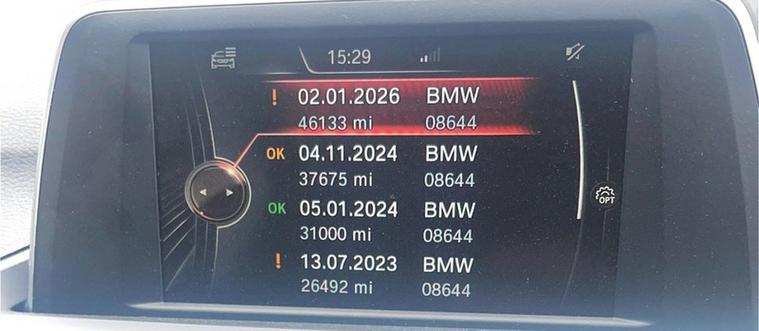 15:29
! 02.01.2026 BMW
46133 mi 08644
OK 04.11.2024 BMW
37675 mi 08644
OK 05.01.2024 BMW
31000 mi 08644
OPT
! 13.07.2023 BMW
26492 mi 08644